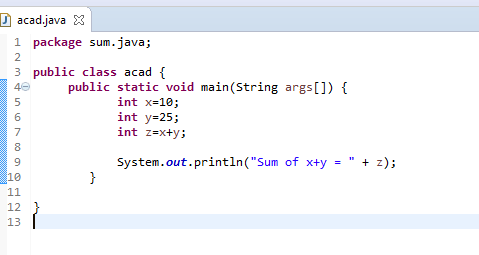 acad.java
1 package sum.java;
2
3 public class acad {
4 public static void main(String args[]) {
5 int x=10;
6 int y=25;
7 int z=x+y;
8
9 System.out.println("Sum of x+y = " + z);
10 }
11
12 }
13